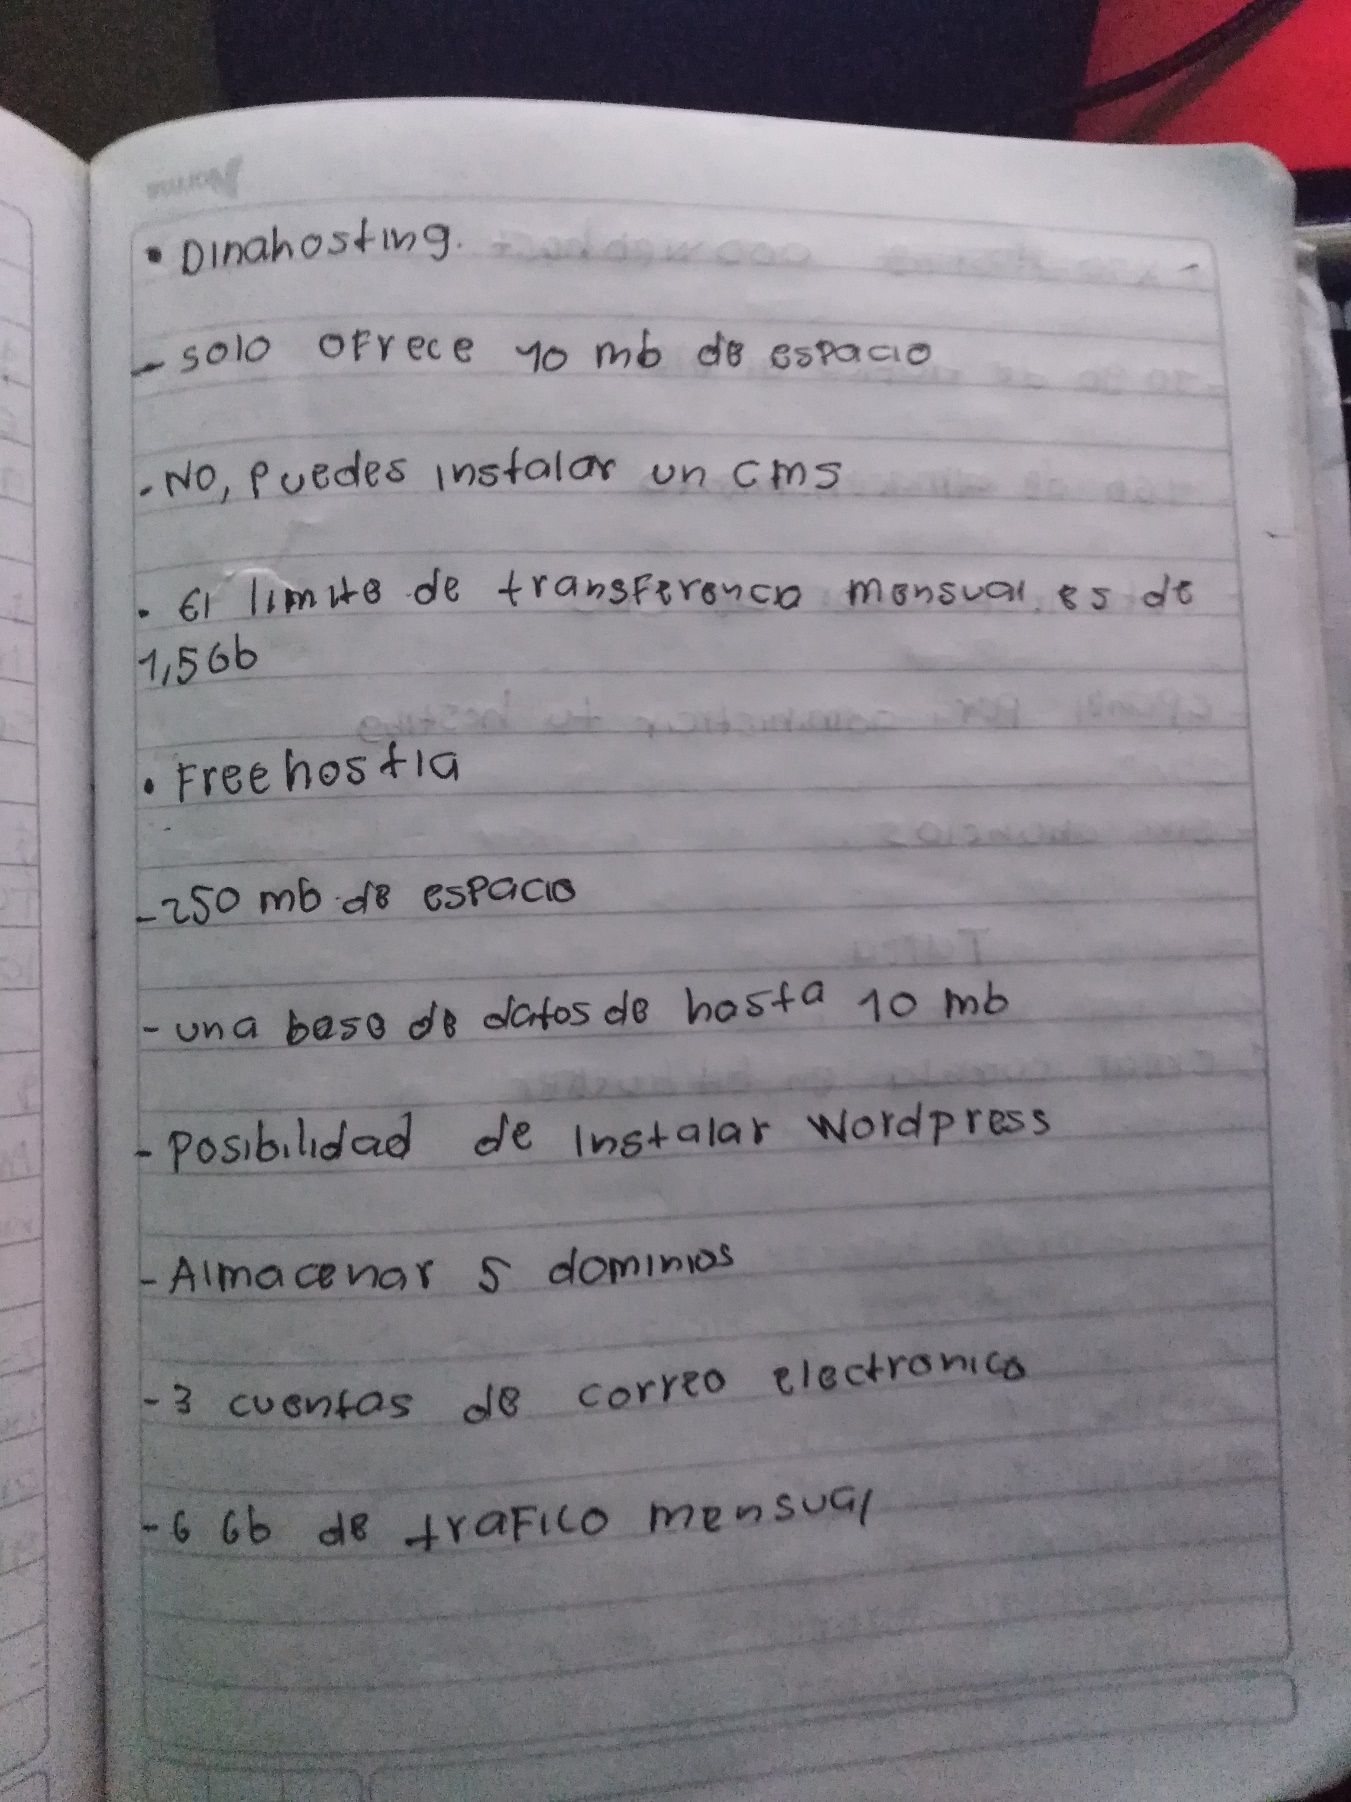 • Dinahosting.
- solo ofrece 10 mb de espacio
- No, puedes instalar un cms
• El limite de transferencia mensual es de
1,5Gb
• Freehostia
- 250 mb de espacio
- una base de datos de hasta 10 mb
- Posibilidad de instalar Wordpress
- Almacenar 5 dominios
- 3 cuentas de correo electronico
- 6 Gb de trafico mensual